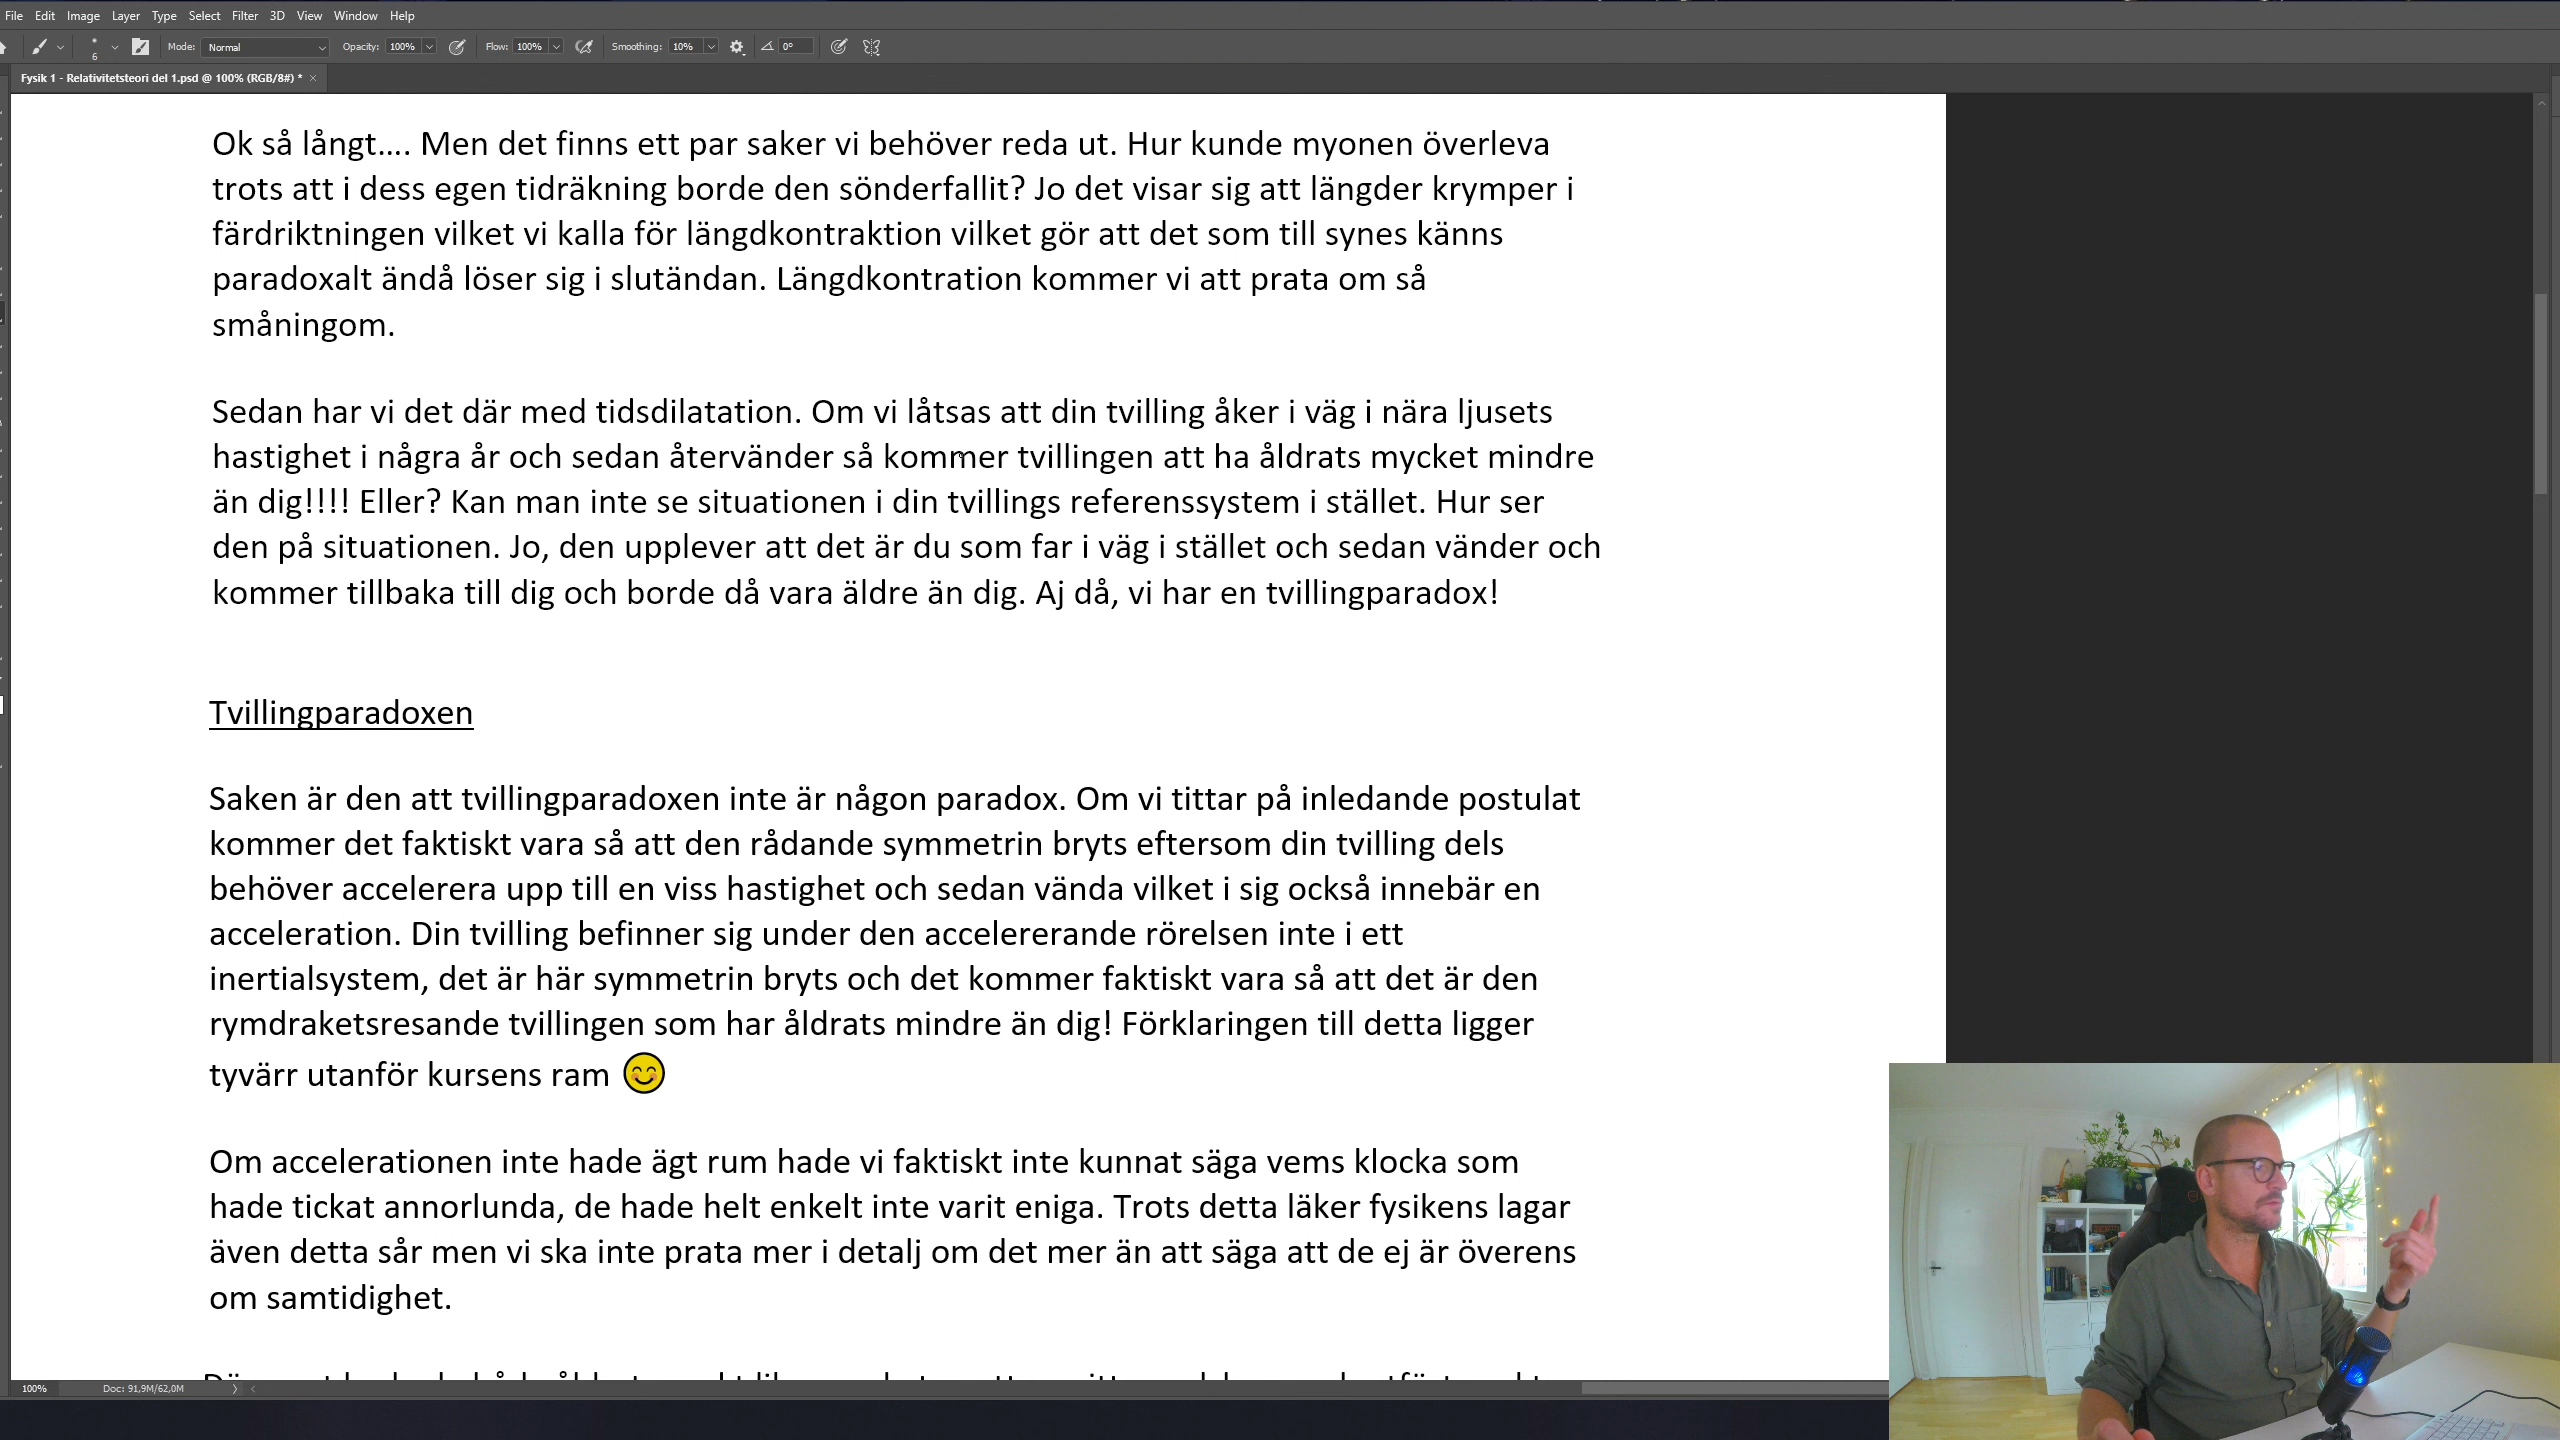 File Edit Image Layer Type Select Filter 3D View Window Help
6 Mode: Normal Opacity: 100% Flow: 100% Smoothing: 10% 0°
Fysik 1 - Relativitetsteori del 1.psd @ 100% (RGB/8#) * ×
Ok så långt…. Men det finns ett par saker vi behöver reda ut. Hur kunde myonen överleva
trots att i dess egen tidräkning borde den sönderfallit? Jo det visar sig att längder krymper i
färdriktningen vilket vi kalla för längdkontraktion vilket gör att det som till synes känns
paradoxalt ändå löser sig i slutändan. Längdkontration kommer vi att prata om så
småningom.
Sedan har vi det där med tidsdilatation. Om vi låtsas att din tvilling åker i väg i nära ljusets
hastighet i några år och sedan återvänder så kommer tvillingen att ha åldrats mycket mindre
än dig!!!! Eller? Kan man inte se situationen i din tvillings referenssystem i stället. Hur ser
den på situationen. Jo, den upplever att det är du som far i väg i stället och sedan vänder och
kommer tillbaka till dig och borde då vara äldre än dig. Aj då, vi har en tvillingparadox!
Tvillingparadoxen
Saken är den att tvillingparadoxen inte är någon paradox. Om vi tittar på inledande postulat
kommer det faktiskt vara så att den rådande symmetrin bryts eftersom din tvilling dels
behöver accelerera upp till en viss hastighet och sedan vända vilket i sig också innebär en
acceleration. Din tvilling befinner sig under den accelererande rörelsen inte i ett
inertialsystem, det är här symmetrin bryts och det kommer faktiskt vara så att det är den
rymdraketsresande tvillingen som har åldrats mindre än dig! Förklaringen till detta ligger
tyvärr utanför kursens ram 😊
Om accelerationen inte hade ägt rum hade vi faktiskt inte kunnat säga vems klocka som
hade tickat annorlunda, de hade helt enkelt inte varit eniga. Trots detta läker fysikens lagar
även detta sår men vi ska inte prata mer i detalj om det mer än att säga att de ej är överens
om samtidighet.
100% Doc: 91,9M/62,0M